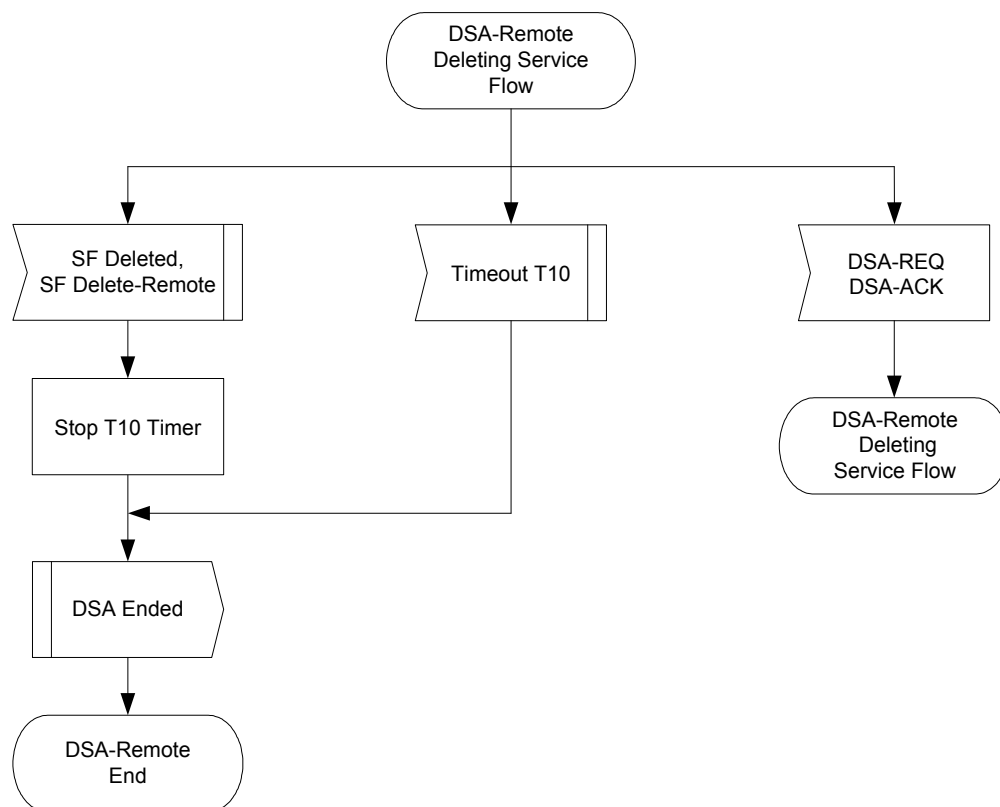 DSA-Remote
Deleting Service
Flow
SF Deleted,
SF Delete-Remote
Timeout T10
DSA-REQ
DSA-ACK
Stop T10 Timer
DSA-Remote
Deleting
Service Flow
DSA Ended
DSA-Remote
End